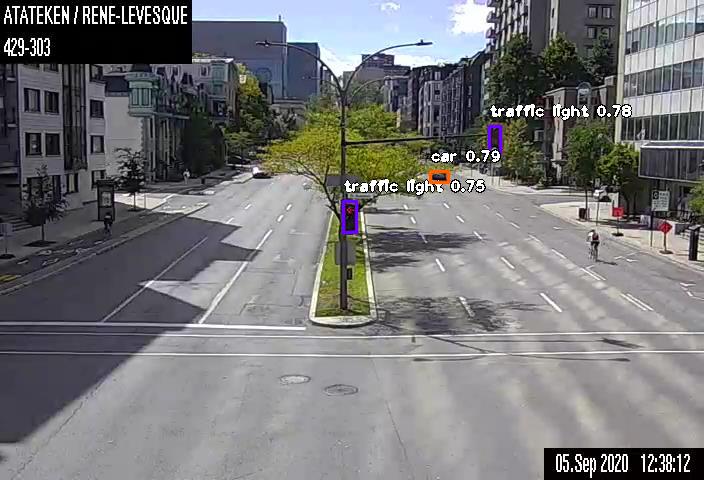 ATATEKEN / RENE-LEVESQUE
429-303
traffic light 0.78
car 0.79
traffic light 0.75
05.Sep 2020 12:38:12